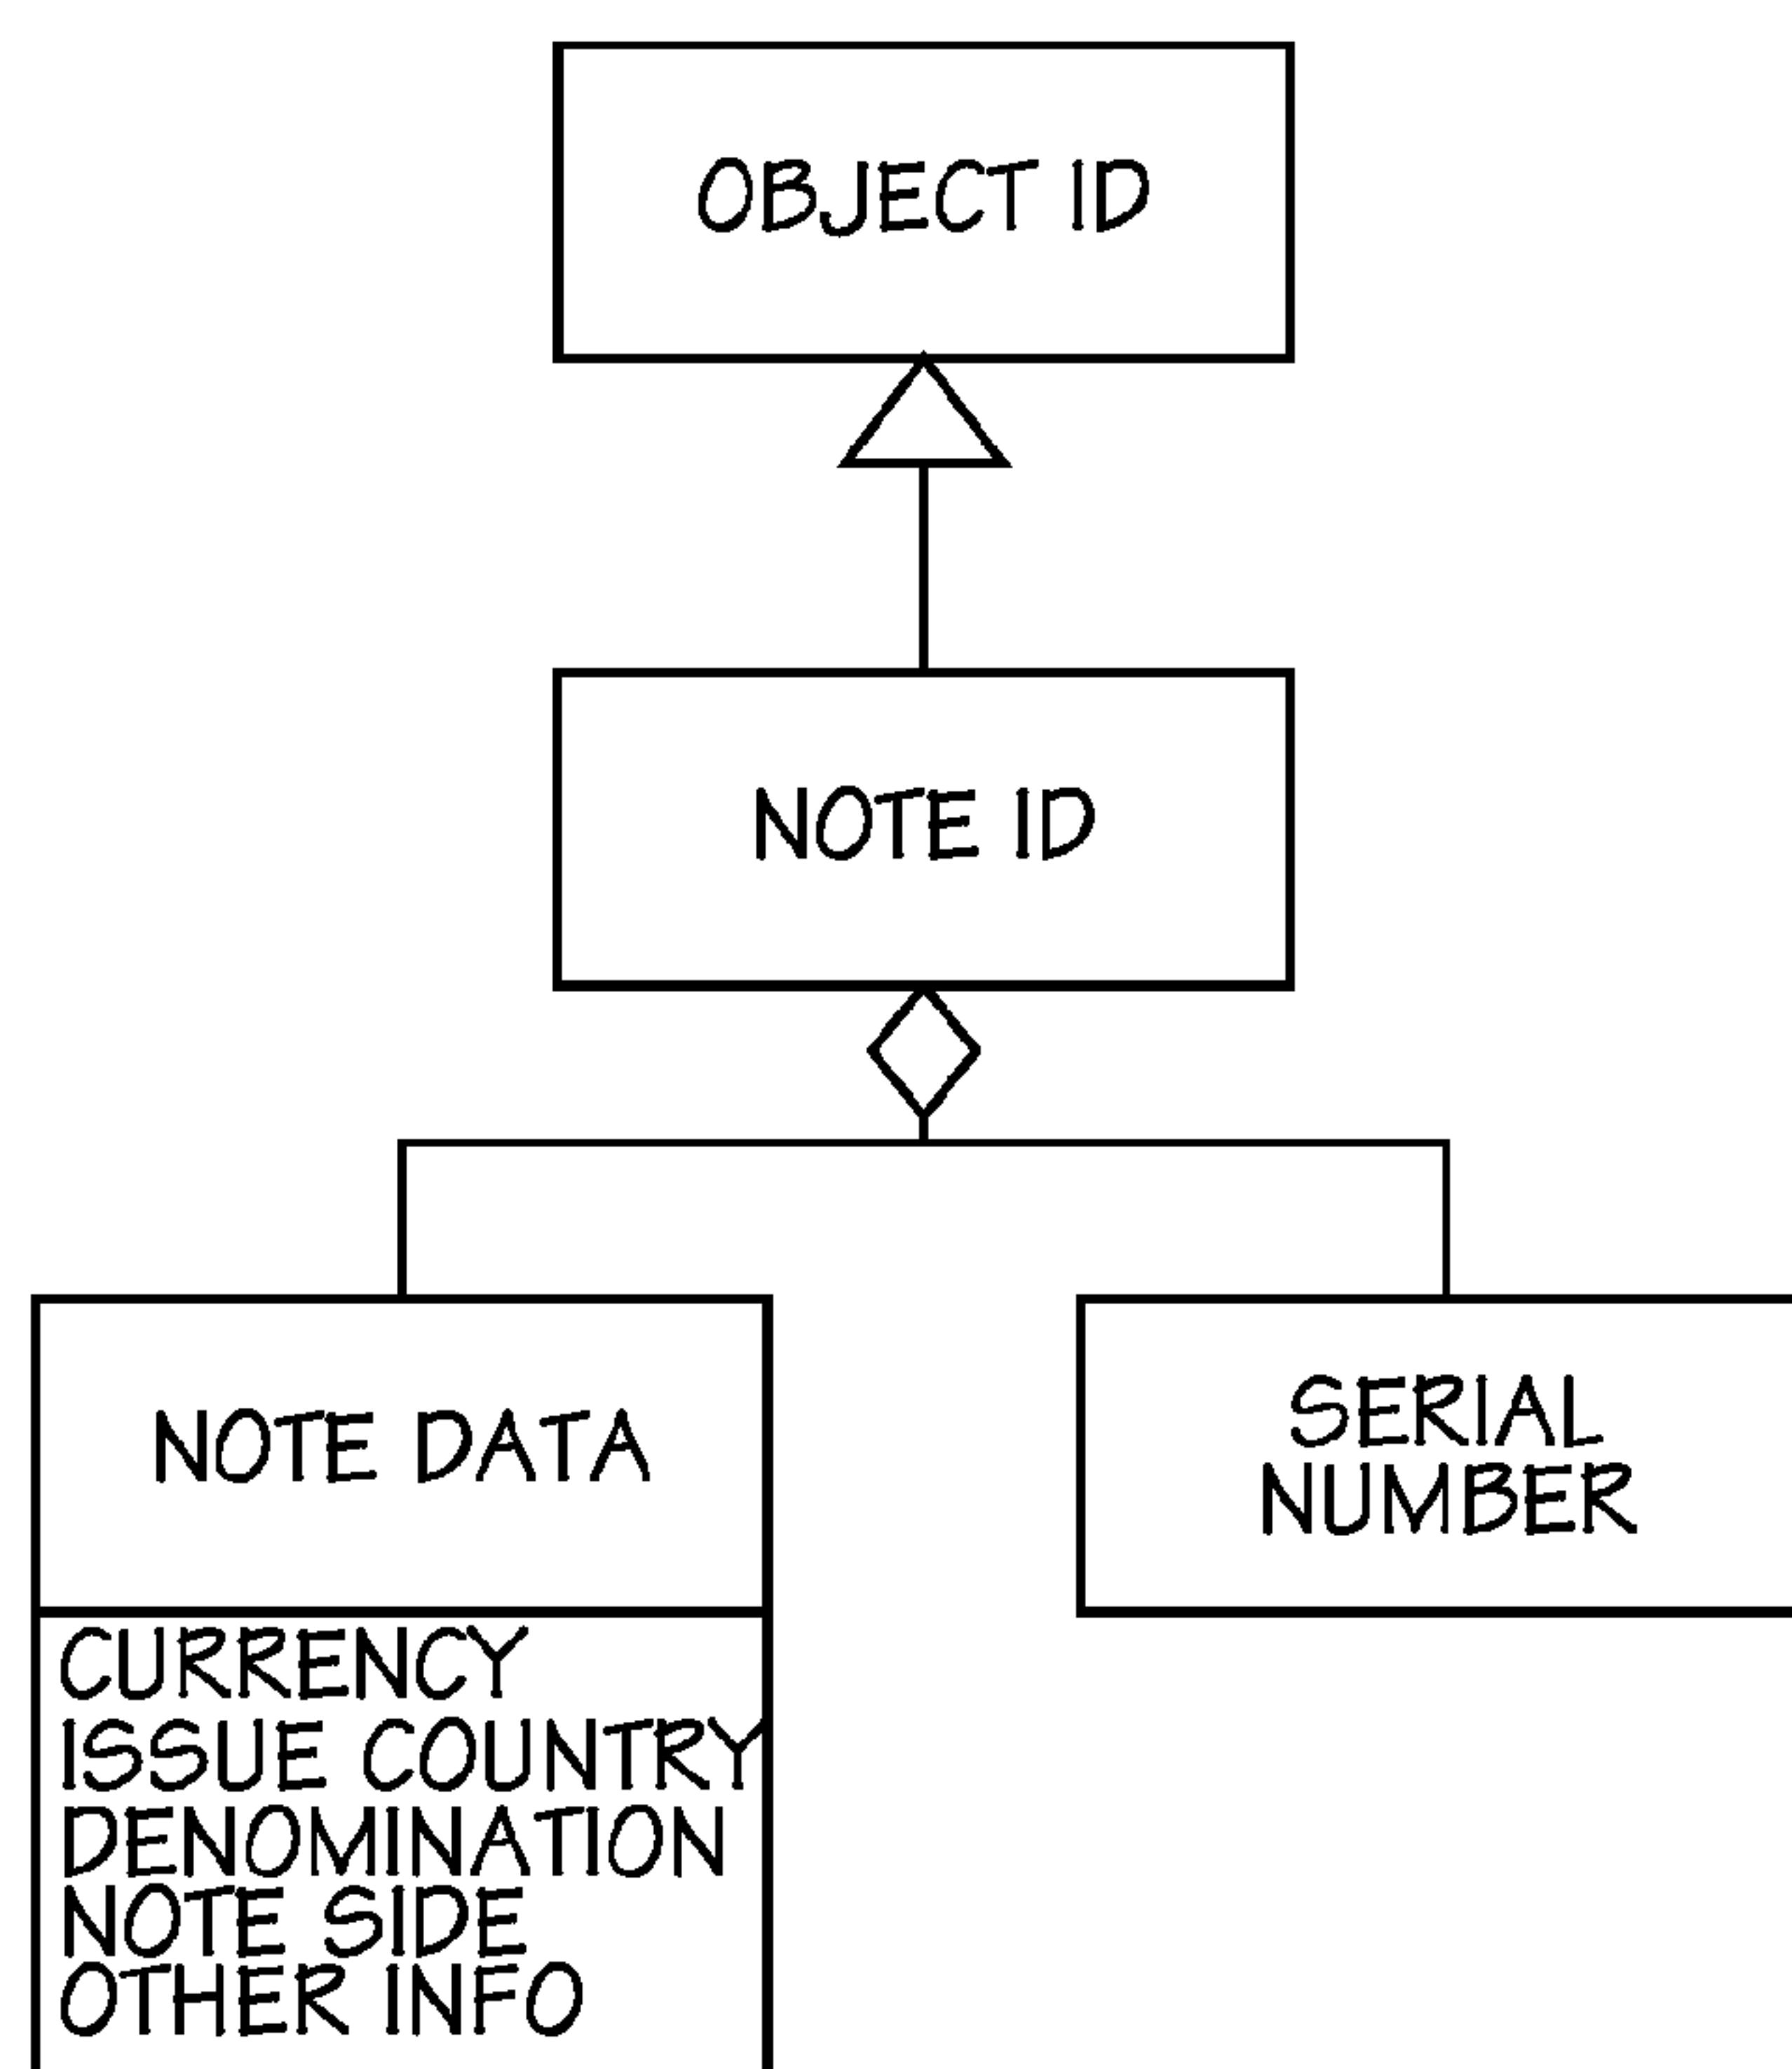 OBJECT ID
NOTE ID
NOTE DATA
SERIAL
NUMBER
CURRENCY
ISSUE COUNTRY
DENOMINATION
NOTE SIDE
OTHER INFO